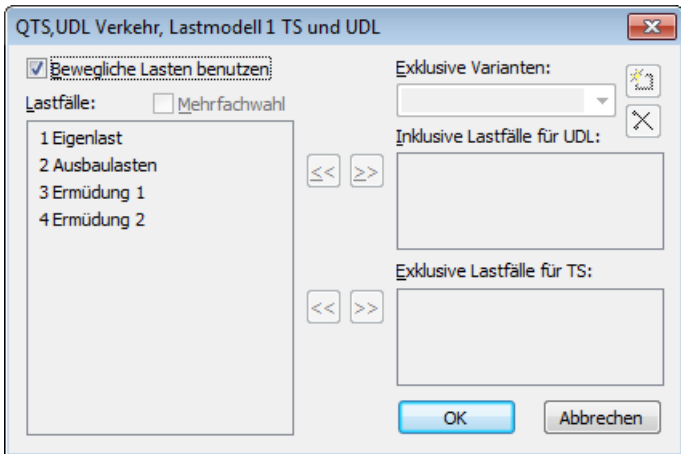 QTS,UDL Verkehr, Lastmodell 1 TS und UDL
Bewegliche Lasten benutzen
Lastfälle:
Mehrfachwahl
1 Eigenlast
2 Ausbaulasten
3 Ermüdung 1
4 Ermüdung 2
<<
>>
<<
>>
Exklusive Varianten:
Inklusive Lastfälle für UDL:
Exklusive Lastfälle für TS:
OK
Abbrechen